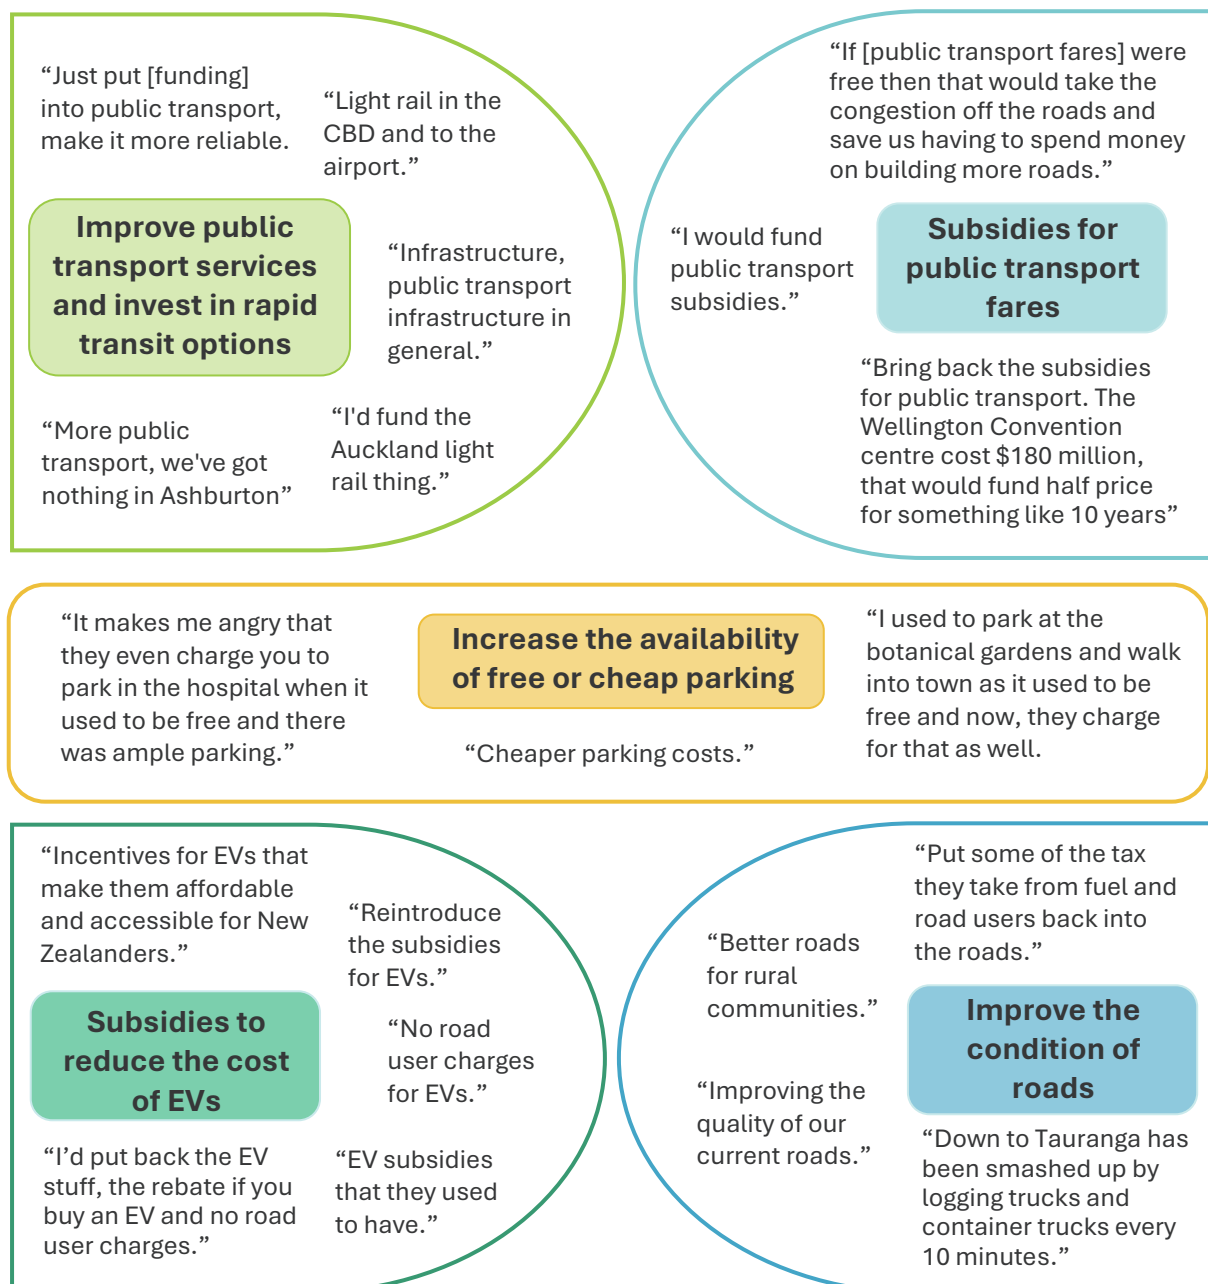 “Just put [funding]
into public transport,
make it more reliable.
“Light rail in the
CBD and to the
airport.”
Improve public
transport services
and invest in rapid
transit options
“Infrastructure,
public transport
infrastructure in
general.”
“More public
transport, we've got
nothing in Ashburton”
“I'd fund the
Auckland light
rail thing.”
“If [public transport fares] were
free then that would take the
congestion off the roads and
save us having to spend money
on building more roads.”
“I would fund
public transport
subsidies.”
Subsidies for
public transport
fares
“Bring back the subsidies
for public transport. The
Wellington Convention
centre cost $180 million,
that would fund half price
for something like 10 years”
“It makes me angry that
they even charge you to
park in the hospital when it
used to be free and there
was ample parking.”
Increase the availability
of free or cheap parking
“Cheaper parking costs.”
“I used to park at the
botanical gardens and walk
into town as it used to be
free and now, they charge
for that as well.
“Incentives for EVs that
make them affordable
and accessible for New
Zealanders.”
“Reintroduce
the subsidies
for EVs.”
Subsidies to
reduce the cost
of EVs
“No road
user charges
for EVs.”
“I’d put back the EV
stuff, the rebate if you
buy an EV and no road
user charges.”
“EV subsidies
that they used
to have.”
“Put some of the tax
they take from fuel and
road users back into
the roads.”
“Better roads
for rural
communities.”
Improve the
condition of
roads
“Improving the
quality of our
current roads.”
“Down to Tauranga has
been smashed up by
logging trucks and
container trucks every
10 minutes.”